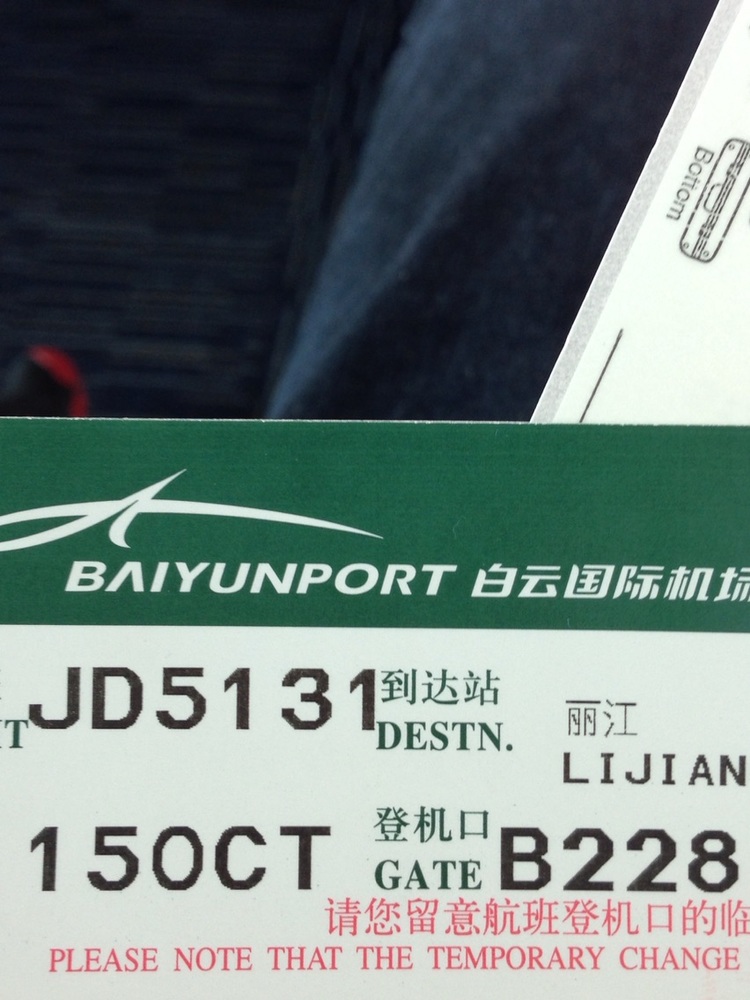 Bottom
BAIYUNPORT 白云国际机场
JD5131 到达站 丽江
DESTN. LIJIAN
15OCT 登机口 B228
GATE
请您留意航班登机口的临
PLEASE NOTE THAT THE TEMPORARY CHANGE